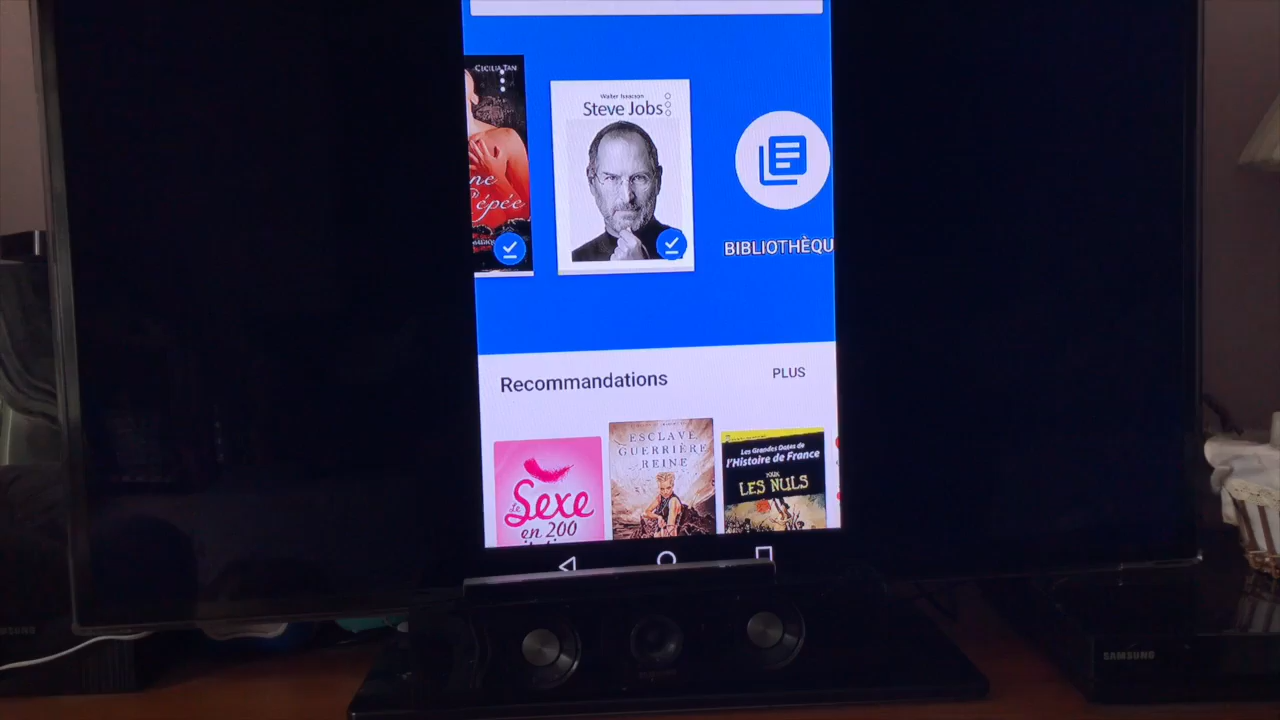 CECILIA TAN
Walter Isaacson
Steve Jobs
BIBLIOTHÈQU
Recommandations
PLUS
Le
Sexe
en 200
ESCLAVE
GUERRIÈRE
REINE
Les Grandes Dates de
l'Histoire de France
POUR
LES NULS
SAMSUNG